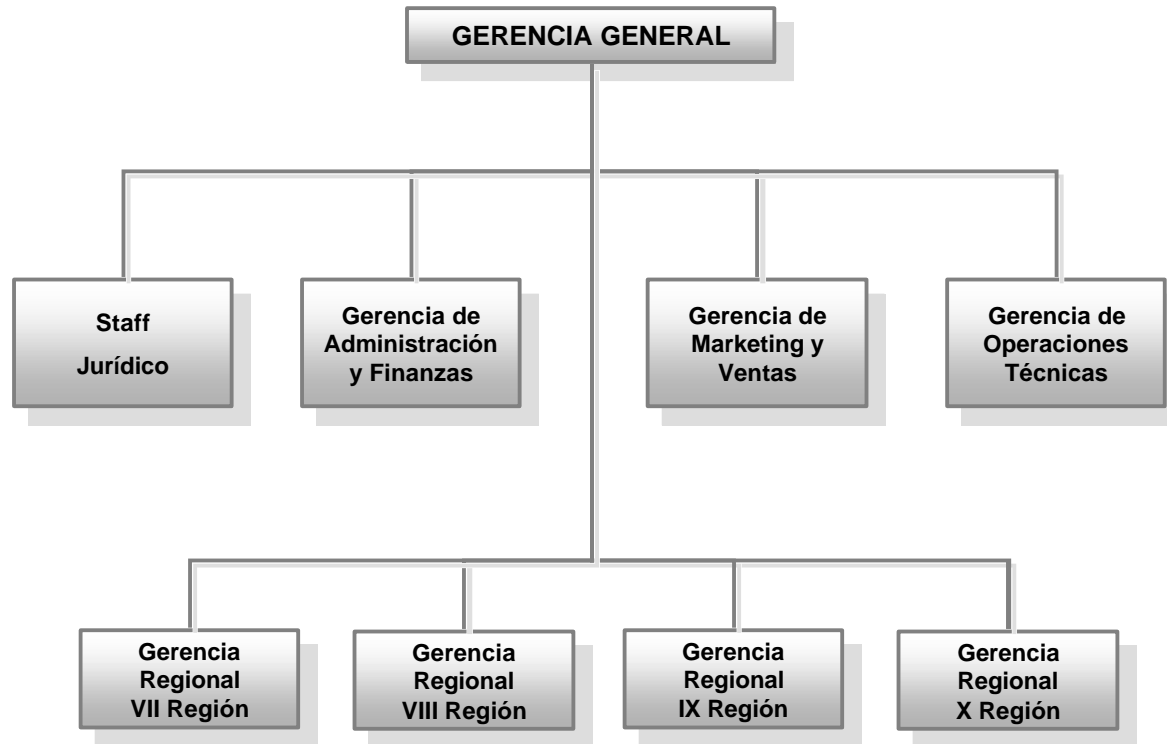 GERENCIA GENERAL
Staff
Jurídico
Gerencia de
Administración
y Finanzas
Gerencia de
Marketing y
Ventas
Gerencia de
Operaciones
Técnicas
Gerencia
Regional
VII Región
Gerencia
Regional
VIII Región
Gerencia
Regional
IX Región
Gerencia
Regional
X Región